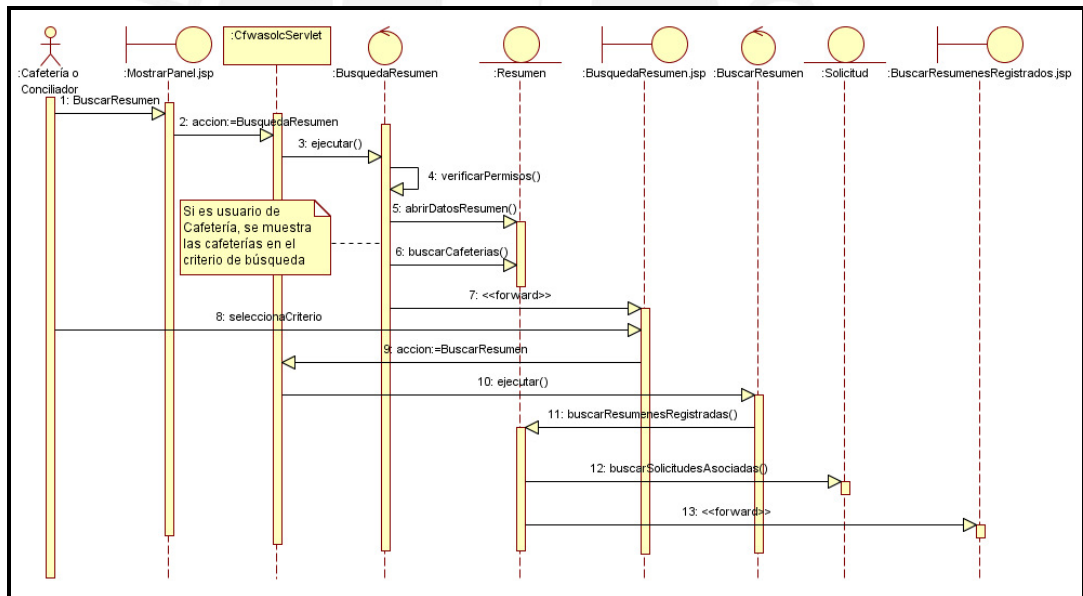 :Cafetería o
Conciliador
:MostrarPanel.jsp
:CfwasolcServlet
:BusquedaResumen
:Resumen
:BusquedaResumen.jsp
:BuscarResumen
:Solicitud
:BuscarResumenesRegistrados.jsp
1: BuscarResumen
2: accion:=BusquedaResumen
3: ejecutar()
4: verificarPermisos()
5: abrirDatosResumen()
Si es usuario de
Cafetería, se muestra
las cafeterías en el
criterio de búsqueda
6: buscarCafeterias()
7: <<forward>>
8: seleccionaCriterio
9: accion:=BuscarResumen
10: ejecutar()
11: buscarResumenesRegistradas()
12: buscarSolicitudesAsociadas()
13: <<forward>>